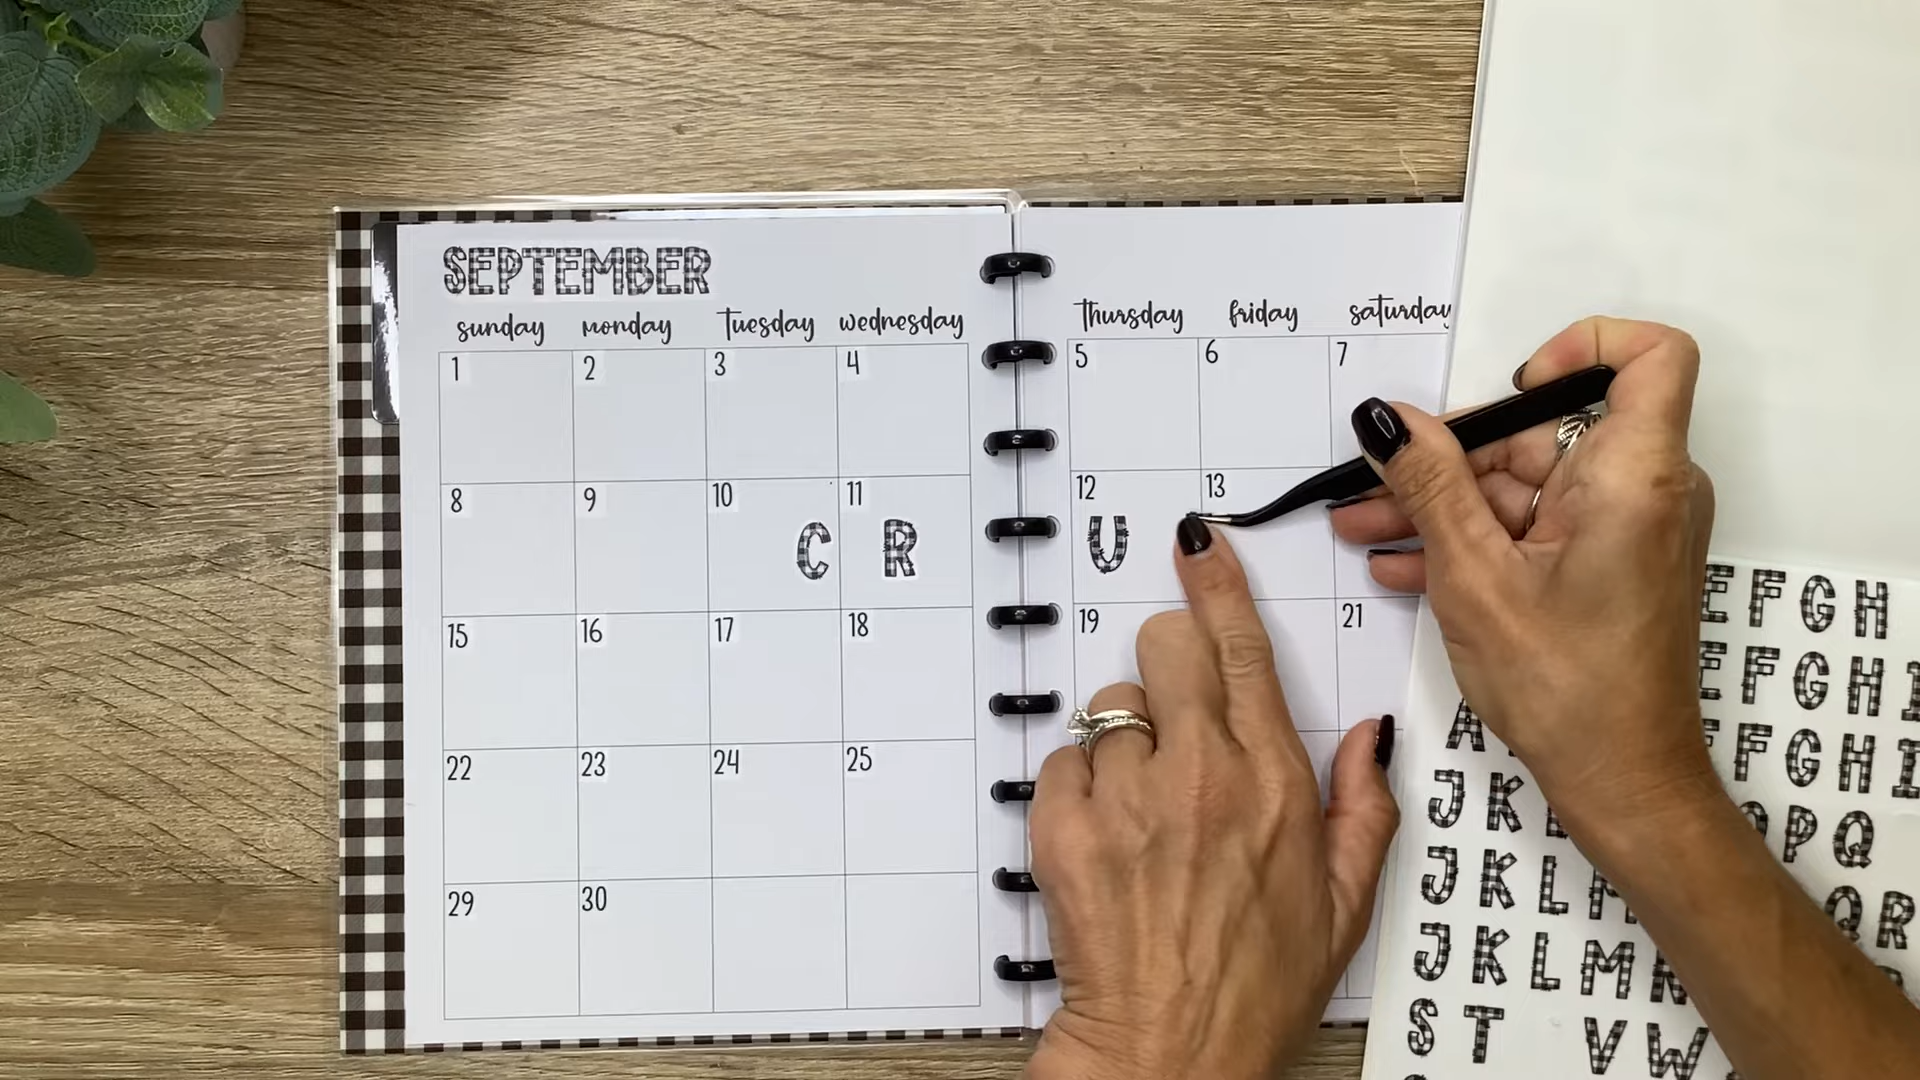 SEPTEMBER
sunday monday tuesday wednesday thursday friday saturday
1 2 3 4 5 6 7
8 9 10 11 12 13
C R U
15 16 17 18 19 21
22 23 24 25
29 30
E F G H
E F G H I
A F G H I
J K P Q
J K L M Q R
J K L M
S T V W